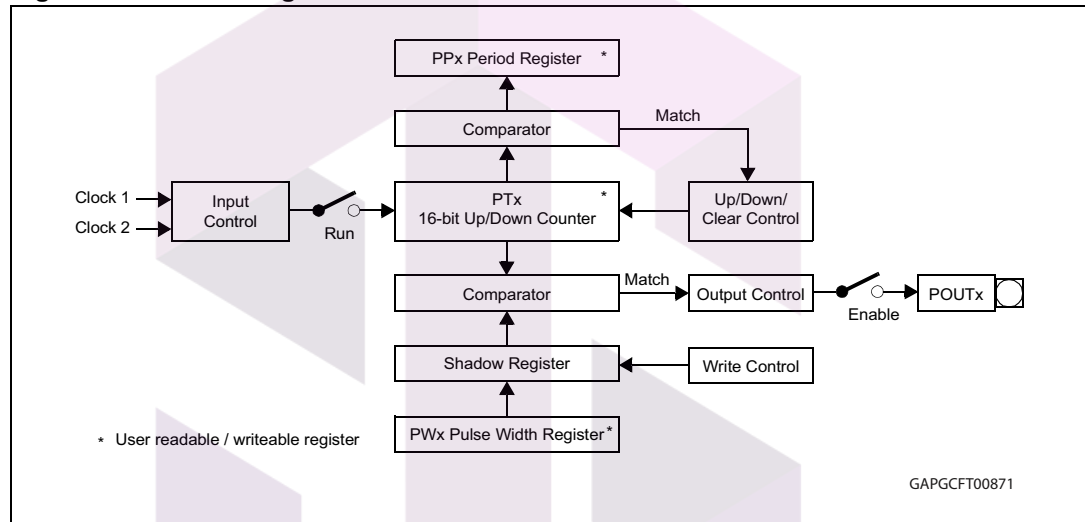 PPx Period Register *
Comparator
Match
Clock 1
Clock 2
Input
Control
Run
PTx *
16-bit Up/Down Counter
Up/Down/
Clear Control
Comparator
Match
Output Control
Enable
POUTx
Shadow Register
Write Control
PWx Pulse Width Register *
* User readable / writeable register
GAPGCFT00871